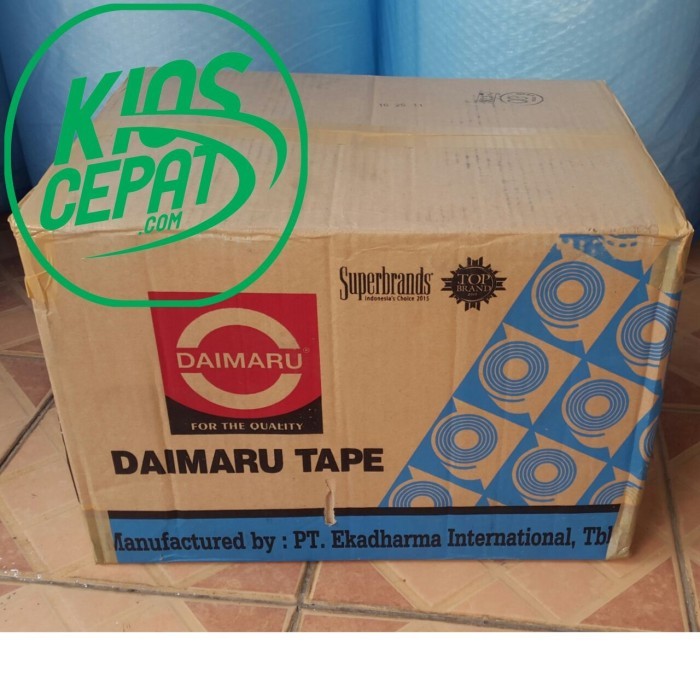 KIOS
CEPAT
.COM
Superbrands
Indonesia's Choice 2015
TOP
BRAND
DAIMARU®
FOR THE QUALITY
DAIMARU TAPE
Manufactured by : PT. Ekadharma International, Tbk